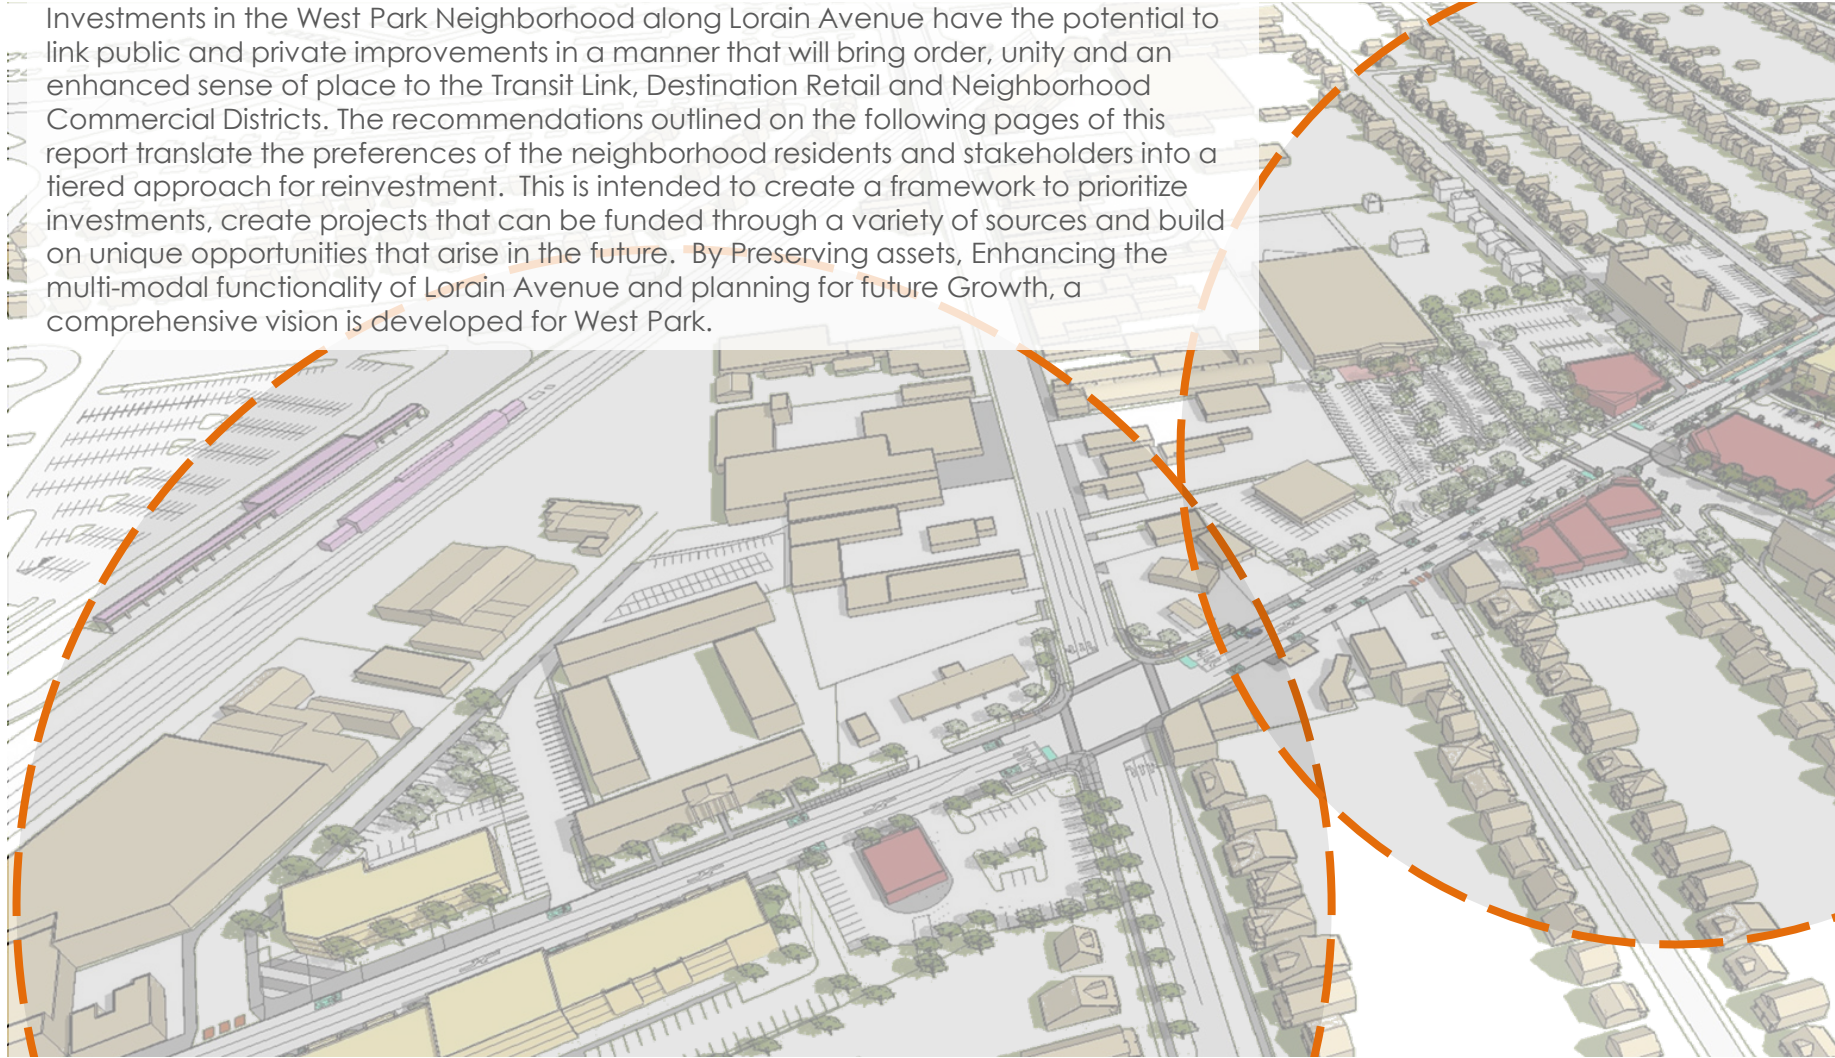 Investments in the West Park Neighborhood along Lorain Avenue have the potential to
link public and private improvements in a manner that will bring order, unity and an
enhanced sense of place to the Transit Link, Destination Retail and Neighborhood
Commercial Districts. The recommendations outlined on the following pages of this
report translate the preferences of the neighborhood residents and stakeholders into a
tiered approach for reinvestment.  This is intended to create a framework to prioritize
investments, create projects that can be funded through a variety of sources and build
on unique opportunities that arise in the future.  By Preserving assets, Enhancing the
multi-modal functionality of Lorain Avenue and planning for future Growth, a
comprehensive vision is developed for West Park.